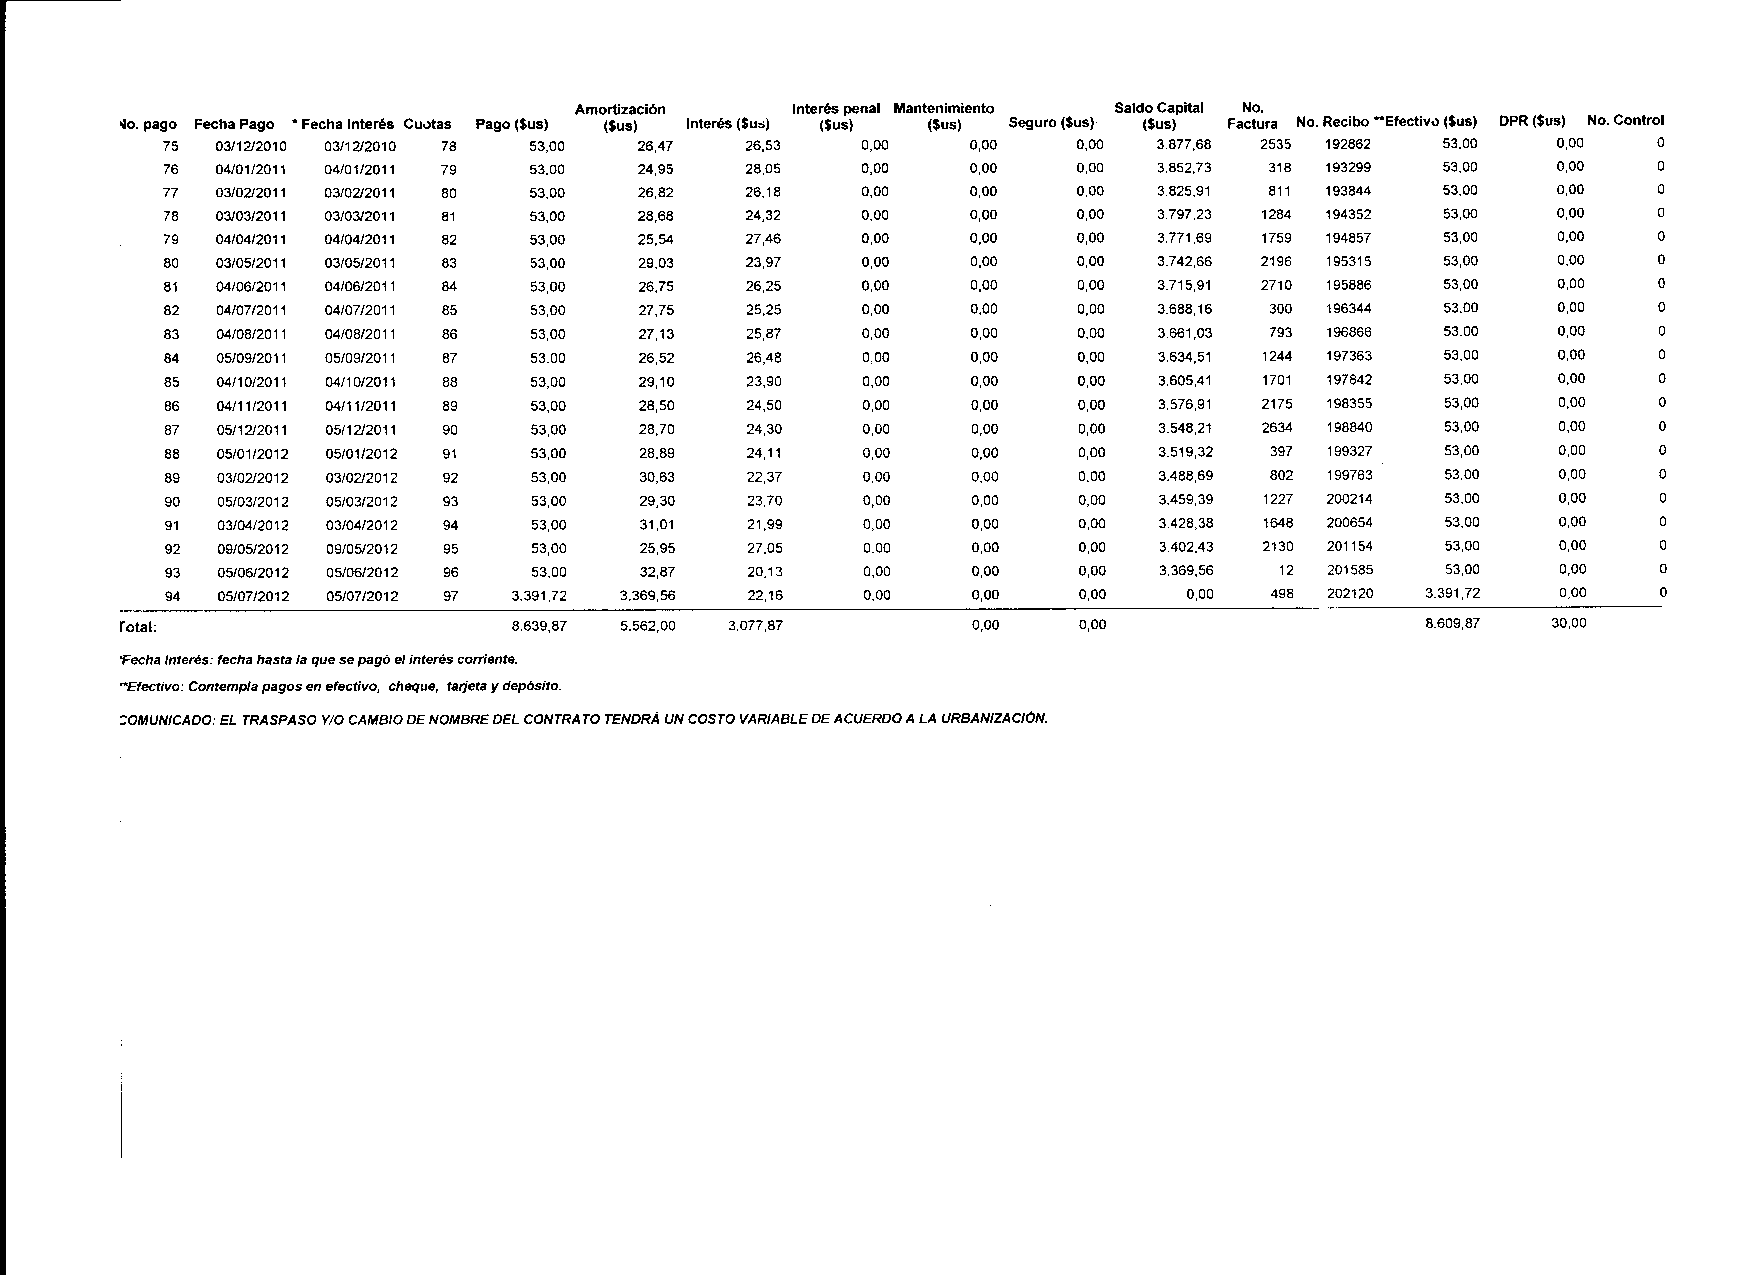 Amortización Interés penal Mantenimiento Saldo Capital No.
No. pago Fecha Pago * Fecha Interés Cuotas Pago ($us) ($us) Interés ($us) ($us) ($us) Seguro ($us) ($us) Factura No. Recibo **Efectivo ($us) DPR ($us) No. Control
75 03/12/2010 03/12/2010 78 53,00 26,47 26,53 0,00 0,00 0,00 3.877,68 2535 192862 53,00 0,00 0
76 04/01/2011 04/01/2011 79 53,00 24,95 28,05 0,00 0,00 0,00 3.852,73 318 193299 53,00 0,00 0
77 03/02/2011 03/02/2011 80 53,00 26,82 26,18 0,00 0,00 0,00 3.825,91 811 193844 53,00 0,00 0
78 03/03/2011 03/03/2011 81 53,00 28,68 24,32 0,00 0,00 0,00 3.797,23 1284 194352 53,00 0,00 0
79 04/04/2011 04/04/2011 82 53,00 25,54 27,46 0,00 0,00 0,00 3.771,69 1759 194857 53,00 0,00 0
80 03/05/2011 03/05/2011 83 53,00 29,03 23,97 0,00 0,00 0,00 3.742,66 2196 195315 53,00 0,00 0
81 04/06/2011 04/06/2011 84 53,00 26,75 26,25 0,00 0,00 0,00 3.715,91 2710 195886 53,00 0,00 0
82 04/07/2011 04/07/2011 85 53,00 27,75 25,25 0,00 0,00 0,00 3.688,16 300 196344 53,00 0,00 0
83 04/08/2011 04/08/2011 86 53,00 27,13 25,87 0,00 0,00 0,00 3.661,03 793 196866 53,00 0,00 0
84 05/09/2011 05/09/2011 87 53,00 26,52 26,48 0,00 0,00 0,00 3.634,51 1244 197363 53,00 0,00 0
85 04/10/2011 04/10/2011 88 53,00 29,10 23,90 0,00 0,00 0,00 3.605,41 1701 197842 53,00 0,00 0
86 04/11/2011 04/11/2011 89 53,00 28,50 24,50 0,00 0,00 0,00 3.576,91 2175 198355 53,00 0,00 0
87 05/12/2011 05/12/2011 90 53,00 28,70 24,30 0,00 0,00 0,00 3.548,21 2634 198840 53,00 0,00 0
88 05/01/2012 05/01/2012 91 53,00 28,89 24,11 0,00 0,00 0,00 3.519,32 397 199327 53,00 0,00 0
89 03/02/2012 03/02/2012 92 53,00 30,63 22,37 0,00 0,00 0,00 3.488,69 802 199763 53,00 0,00 0
90 05/03/2012 05/03/2012 93 53,00 29,30 23,70 0,00 0,00 0,00 3.459,39 1227 200214 53,00 0,00 0
91 03/04/2012 03/04/2012 94 53,00 31,01 21,99 0,00 0,00 0,00 3.428,38 1648 200654 53,00 0,00 0
92 09/05/2012 09/05/2012 95 53,00 25,95 27,05 0,00 0,00 0,00 3.402,43 2130 201154 53,00 0,00 0
93 05/06/2012 05/06/2012 96 53,00 32,87 20,13 0,00 0,00 0,00 3.369,56 12 201585 53,00 0,00 0
94 05/07/2012 05/07/2012 97 3.391,72 3.369,56 22,16 0,00 0,00 0,00 0,00 498 202120 3.391,72 0,00 0
Total: 8.639,87 5.562,00 3.077,87 0,00 0,00 8.609,87 30,00
*Fecha Interés: fecha hasta la que se pagó el interés corriente.
**Efectivo: Contempla pagos en efectivo, cheque, tarjeta y depósito.
COMUNICADO: EL TRASPASO Y/O CAMBIO DE NOMBRE DEL CONTRATO TENDRÁ UN COSTO VARIABLE DE ACUERDO A LA URBANIZACIÓN.